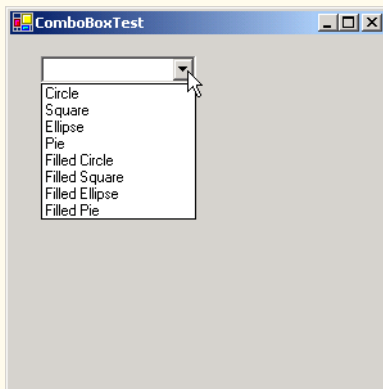 ComboBoxTest
Circle
Square
Ellipse
Pie
Filled Circle
Filled Square
Filled Ellipse
Filled Pie